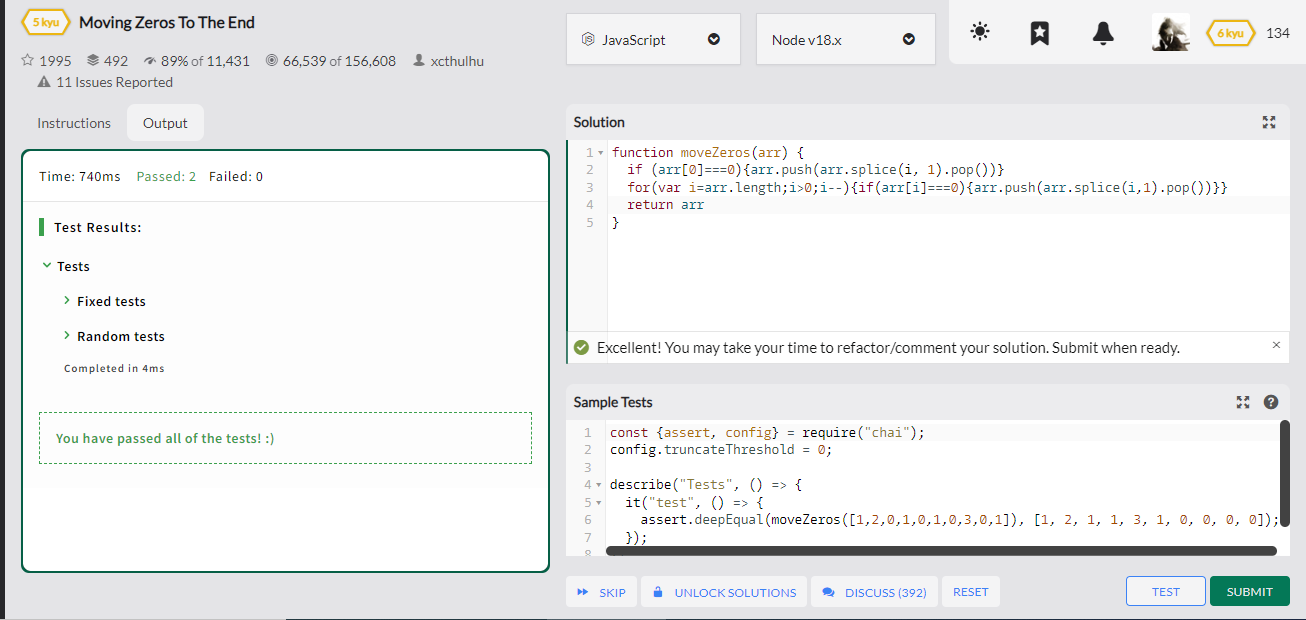 5 kyu Moving Zeros To The End
1995 492 89% of 11,431 66,539 of 156,608 xcthulhu
11 Issues Reported
Instructions Output
Time: 740ms Passed: 2 Failed: 0
Test Results:
Tests
Fixed tests
Random tests
Completed in 4ms
You have passed all of the tests! :)
JavaScript Node v18.x 6 kyu 134
Solution
1 function moveZeros(arr) {
2 if (arr[0]===0){arr.push(arr.splice(i, 1).pop())}
3 for(var i=arr.length;i>0;i--){if(arr[i]===0){arr.push(arr.splice(i,1).pop())}}
4 return arr
5 }
Excellent! You may take your time to refactor/comment your solution. Submit when ready. ×
Sample Tests
1 const {assert, config} = require("chai");
2 config.truncateThreshold = 0;
3
4 describe("Tests", () => {
5 it("test", () => {
6 assert.deepEqual(moveZeros([1,2,0,1,0,1,0,3,0,1]), [1, 2, 1, 1, 3, 1, 0, 0, 0, 0]);
7 });
8
SKIP UNLOCK SOLUTIONS DISCUSS (392) RESET TEST SUBMIT